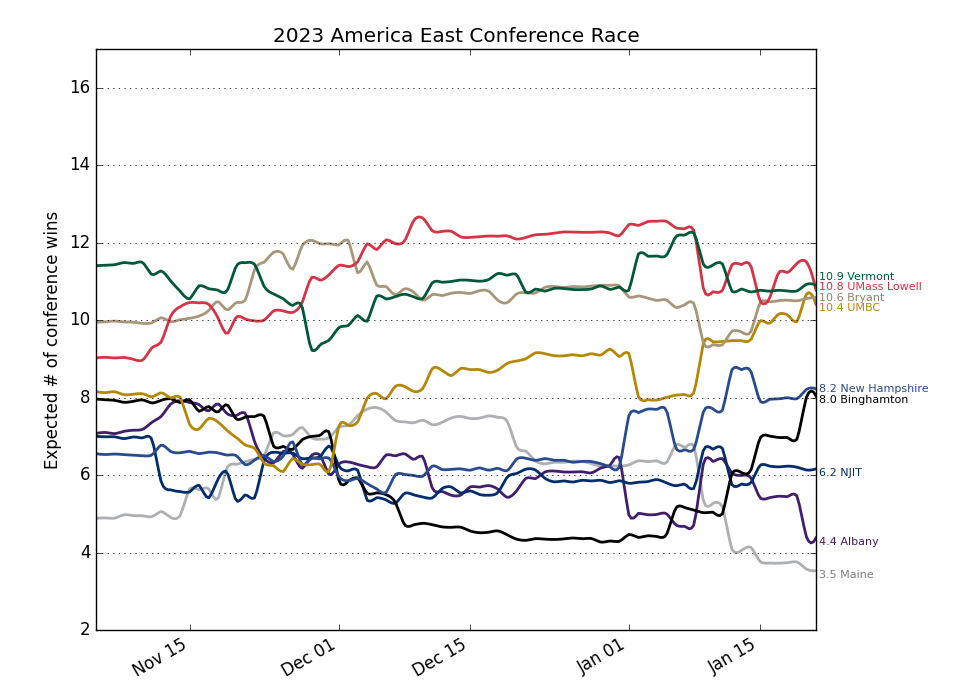 2023 America East Conference Race
Expected # of conference wins
16
14
12
10
8
6
4
2
Nov 15
Dec 01
Dec 15
Jan 01
Jan 15
10.9 Vermont
10.8 UMass Lowell
10.6 Bryant
10.4 UMBC
8.2 New Hampshire
8.0 Binghamton
6.2 NJIT
4.4 Albany
3.5 Maine